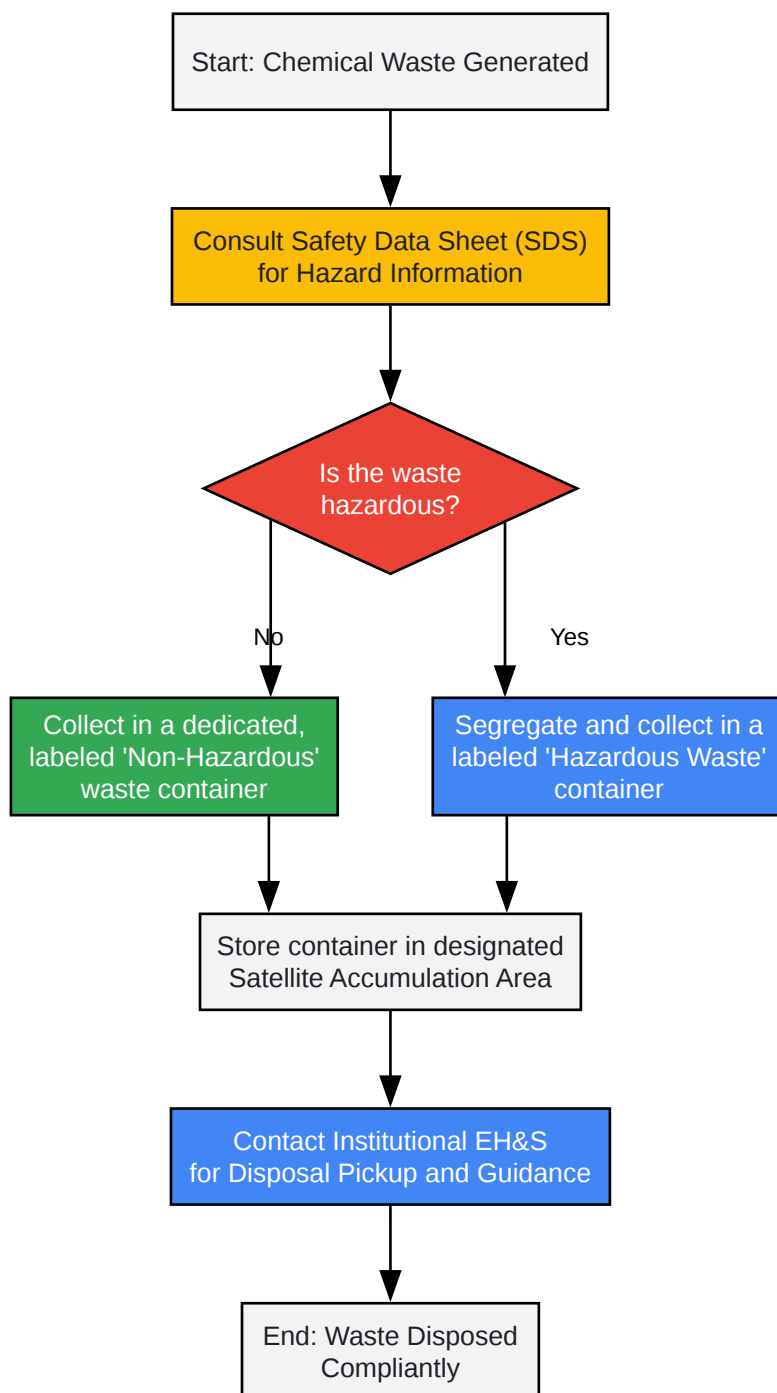 Start: Chemical Waste Generated
Consult Safety Data Sheet (SDS)
for Hazard Information
Is the waste
hazardous?
No
Yes
Collect in a dedicated,
labeled 'Non-Hazardous'
waste container
Segregate and collect in a
labeled 'Hazardous Waste'
container
Store container in designated
Satellite Accumulation Area
Contact Institutional EH&S
for Disposal Pickup and Guidance
End: Waste Disposed
Compliantly